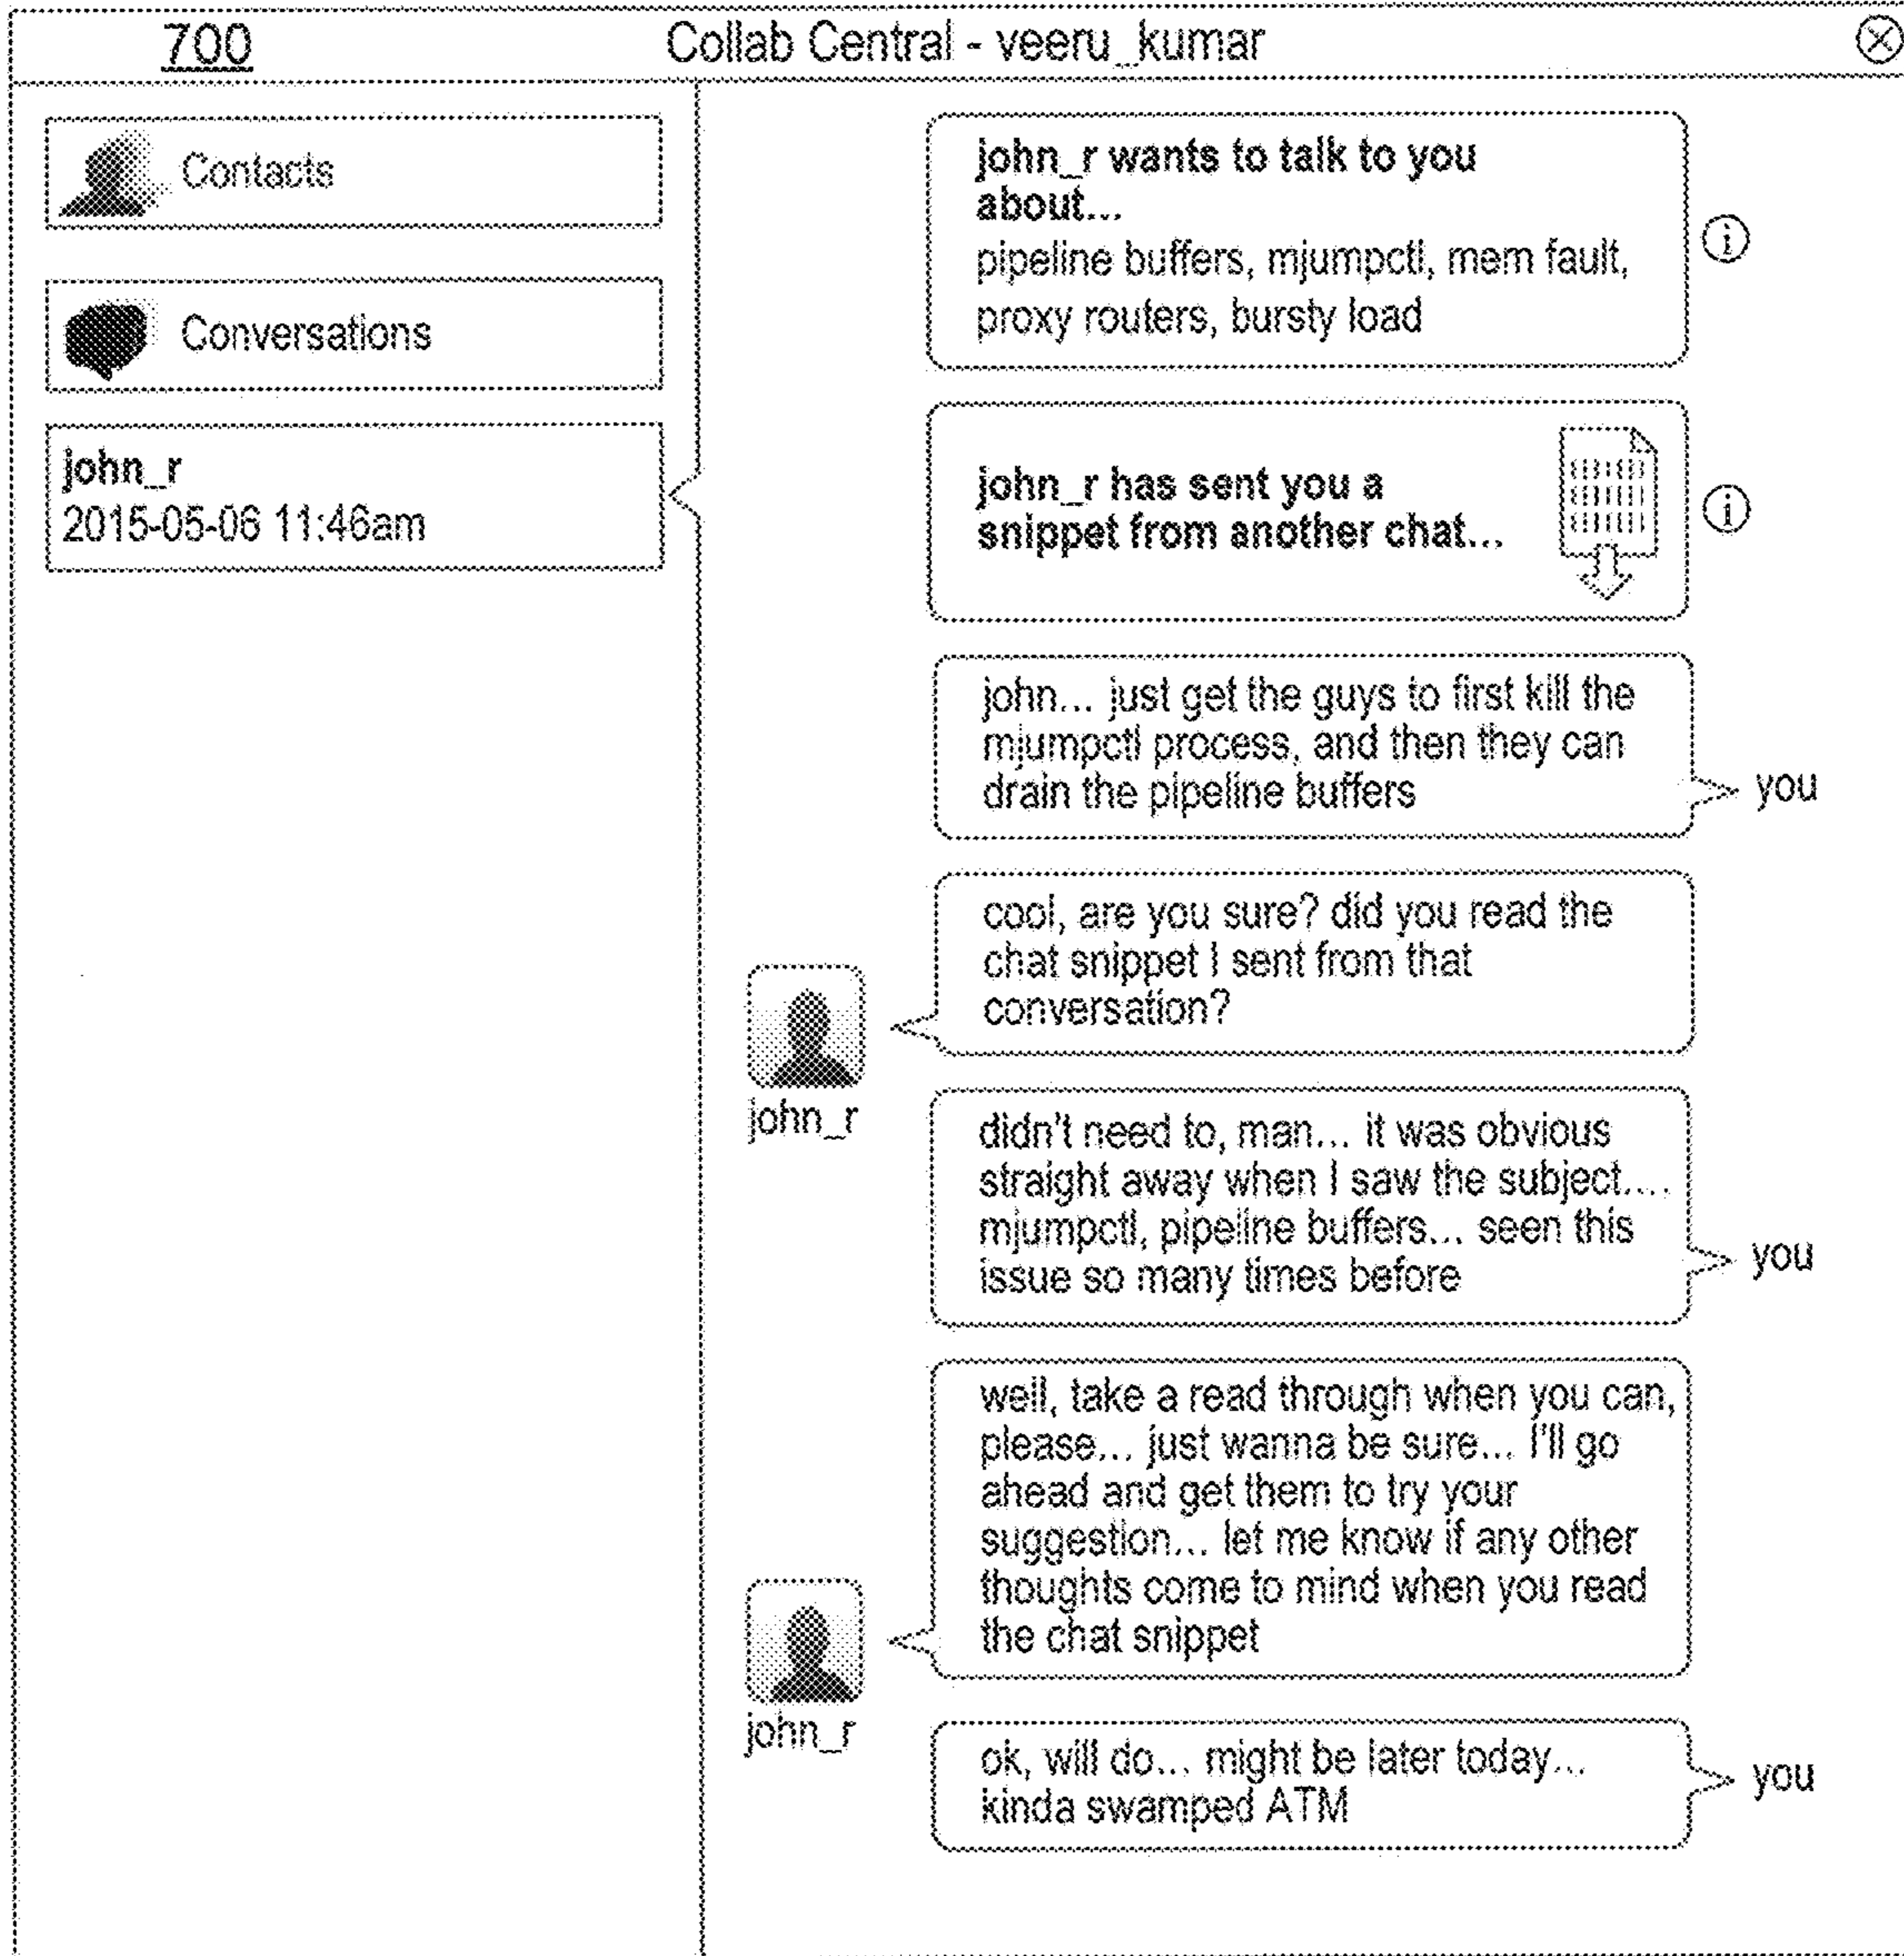 700
Collab Central - veeru_kumar
Contacts
Conversations
john_r
2015-05-06 11:46am
john_r wants to talk to you
about...
pipeline buffers, mjumpctl, mem fault,
proxy routers, bursty load
john_r has sent you a
snippet from another chat...
john... just get the guys to first kill the
mjumpctl process, and then they can
drain the pipeline buffers
you
cool, are you sure? did you read the
chat snippet I sent from that
conversation?
john_r
didn't need to, man... it was obvious
straight away when I saw the subject....
mjumpctl, pipeline buffers... seen this
issue so many times before
you
well, take a read through when you can,
please... just wanna be sure... I'll go
ahead and get them to try your
suggestion... let me know if any other
thoughts come to mind when you read
the chat snippet
john_r
ok, will do... might be later today...
kinda swamped ATM
you